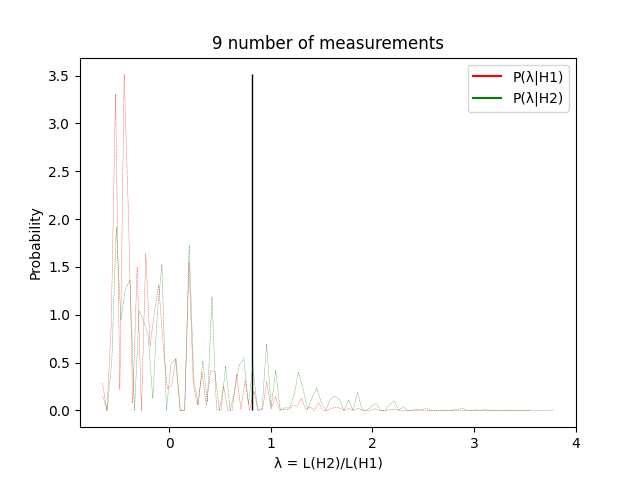 9 number of measurements
P(λ|H1)
P(λ|H2)
Probability
3.5
3.0
2.5
2.0
1.5
1.0
0.5
0.0
0 1 2 3 4
λ = L(H2)/L(H1)